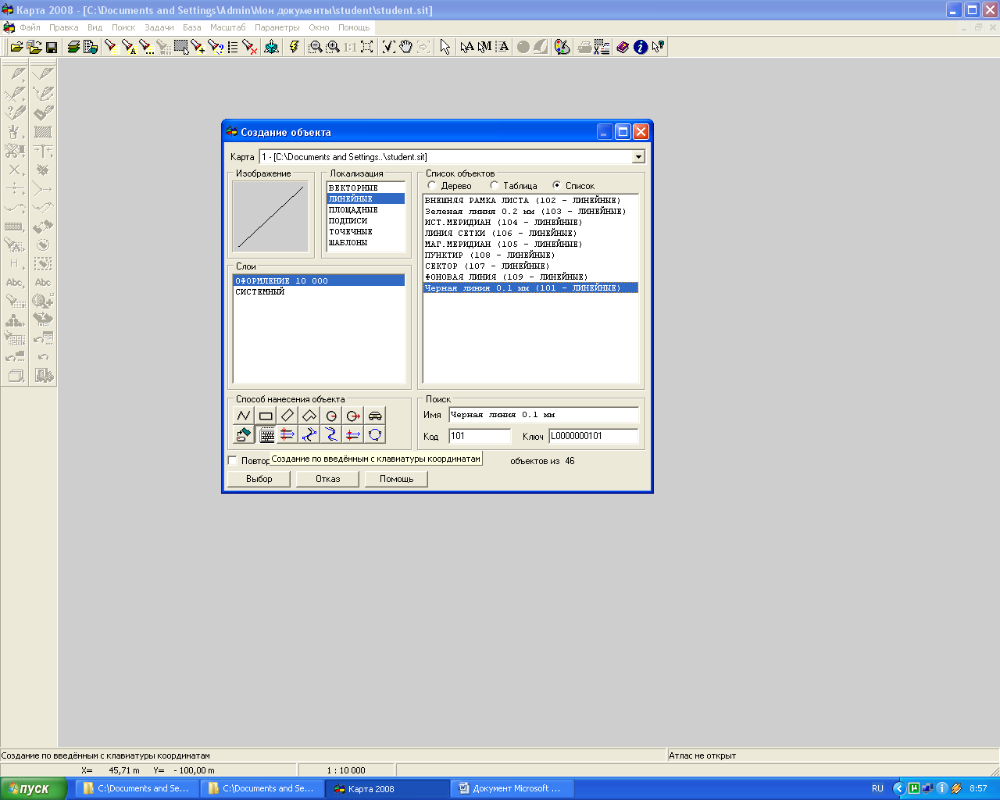 Карта 2008 - [C:\Documents and Settings\Admin\Мои документы\student\student.sit]
Файл Правка Вид Поиск Задачи База Масштаб Параметры Окно Помощь
1:1
Создание объекта
Карта 1 - [C:\Documents and Settings..\student.sit]
Изображение
Локализация
ВЕКТОРНЫЕ
ЛИНЕЙНЫЕ
ПЛОЩАДНЫЕ
ПОДПИСИ
ТОЧЕЧНЫЕ
ШАБЛОНЫ
Список объектов
Дерево Таблица Список
ВНЕШНЯЯ РАМКА ЛИСТА (102 - ЛИНЕЙНЫЕ)
Зеленая линия 0.2 мм (103 - ЛИНЕЙНЫЕ)
ИСТ.МЕРИДИАН (104 - ЛИНЕЙНЫЕ)
ЛИНИЯ СЕТКИ (106 - ЛИНЕЙНЫЕ)
МАГ.МЕРИДИАН (105 - ЛИНЕЙНЫЕ)
ПУНКТИР (108 - ЛИНЕЙНЫЕ)
СЕКТОР (107 - ЛИНЕЙНЫЕ)
ФОНОВАЯ ЛИНИЯ (109 - ЛИНЕЙНЫЕ)
Черная линия 0.1 мм (101 - ЛИНЕЙНЫЕ)
Слои
ОФОРМЛЕНИЕ 10 000
СИСТЕМНЫЙ
Abc Abc
Способ нанесения объекта
Поиск
Имя Черная линия 0.1 мм
Код 101 Ключ L0000000101
Повтор
Создание по введённым с клавиатуры координатам
объектов из 46
Выбор Отказ Помощь
Создание по введённым с клавиатуры координатам
Атлас не открыт
X= 45,71 m Y= - 100,00 m 1 : 10 000
пуск
C:\Documents and Se...
C:\Documents and Se...
Карта 2008
Документ Microsoft ...
RU
8:57